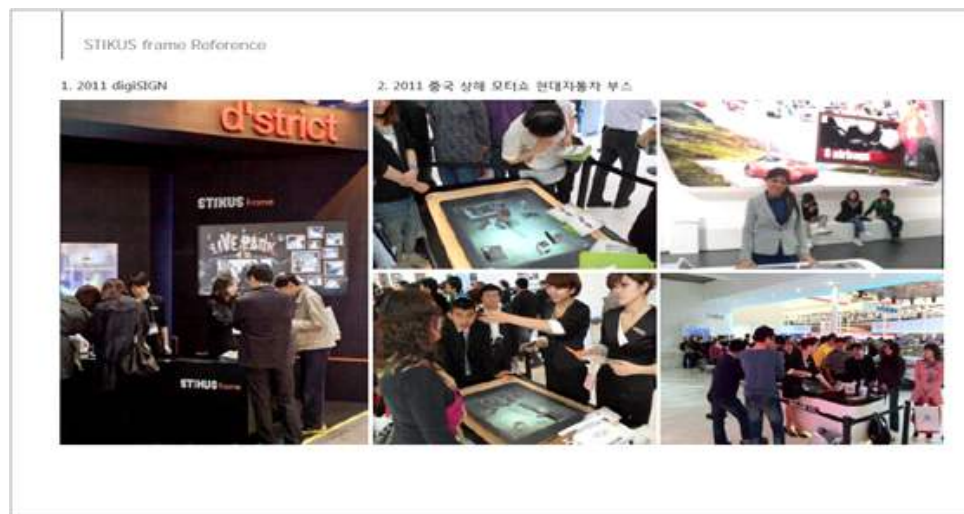 STIKUS frame Reference
1. 2011 digiSIGN
2. 2011 중국 상해 모터쇼 현대자동차 부스
d'strict
STIKUS frame
LIVE PARK
STIKUS frame